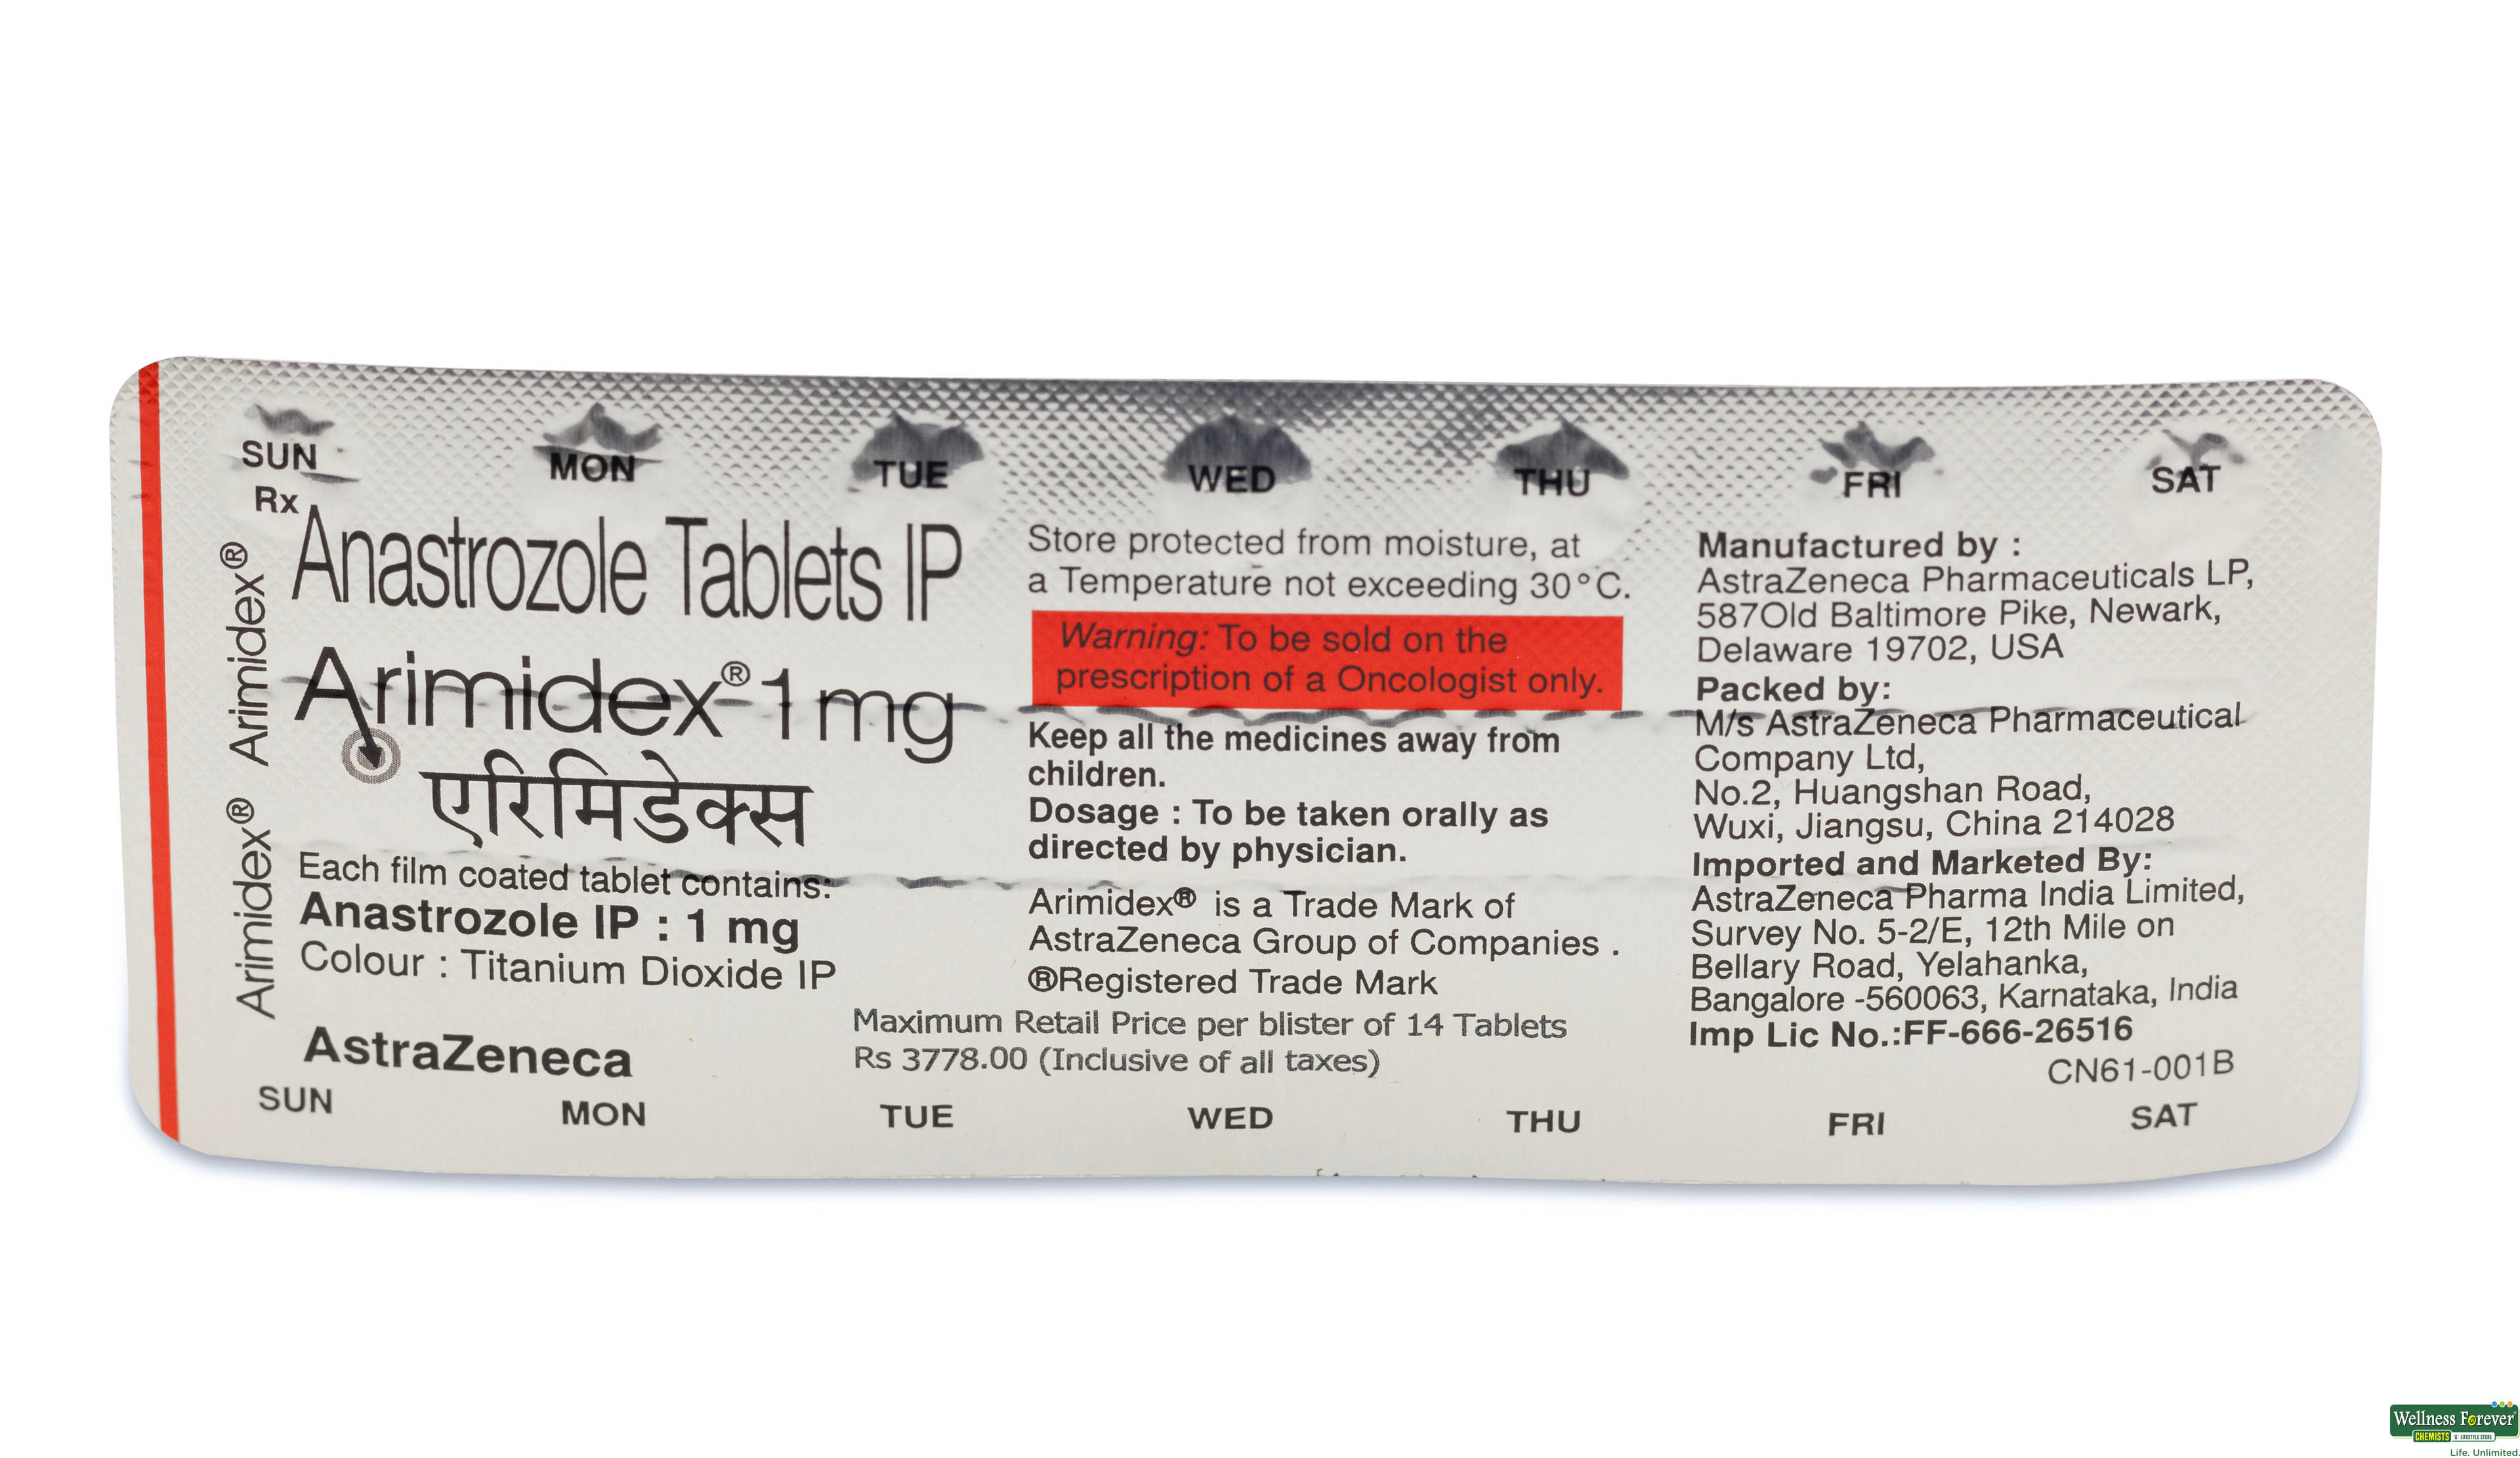 SUN MON TUE WED THU FRI SAT
Rx
Anastrozole Tablets IP
Arimidex® 1 mg
एरिमिडेक्स
Each film coated tablet contains:
Anastrozole IP : 1 mg
Colour : Titanium Dioxide IP
AstraZeneca
Arimidex® Arimidex®
Store protected from moisture, at
a Temperature not exceeding 30°C.
Warning: To be sold on the
prescription of a Oncologist only.
Keep all the medicines away from
children.
Dosage : To be taken orally as
directed by physician.
Arimidex® is a Trade Mark of
AstraZeneca Group of Companies .
®Registered Trade Mark
Maximum Retail Price per blister of 14 Tablets
Rs 3778.00 (Inclusive of all taxes)
Manufactured by :
AstraZeneca Pharmaceuticals LP,
587Old Baltimore Pike, Newark,
Delaware 19702, USA
Packed by:
M/s AstraZeneca Pharmaceutical
Company Ltd,
No.2, Huangshan Road,
Wuxi, Jiangsu, China 214028
Imported and Marketed By:
AstraZeneca Pharma India Limited,
Survey No. 5-2/E, 12th Mile on
Bellary Road, Yelahanka,
Bangalore -560063, Karnataka, India
Imp Lic No.:FF-666-26516
CN61-001B
SUN MON TUE WED THU FRI SAT
Wellness Forever
CHEMISTS 'N' LIFESTYLE STORE
Life. Unlimited.